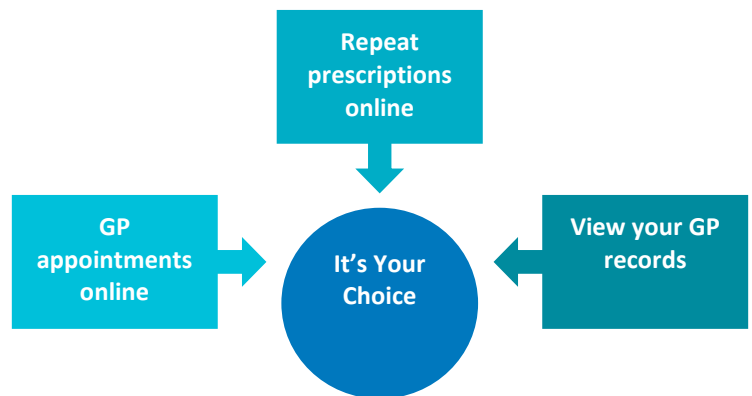 Repeat
prescriptions
online
GP
appointments
online
It’s Your
Choice
View your GP
records